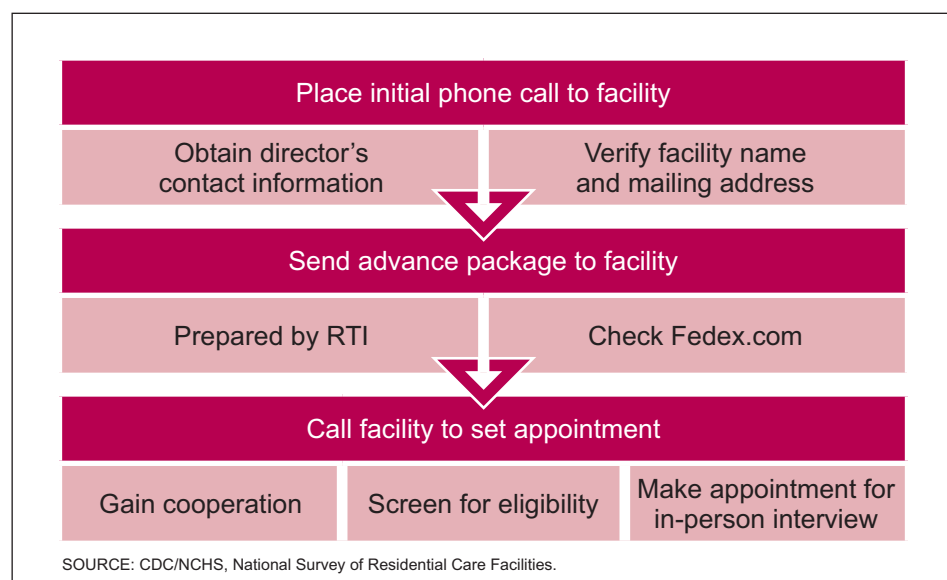 Place initial phone call to facility
Obtain director’s
contact information
Verify facility name
and mailing address
Send advance package to facility
Prepared by RTI
Check Fedex.com
Call facility to set appointment
Gain cooperation
Screen for eligibility
Make appointment for
in-person interview
SOURCE: CDC/NCHS, National Survey of Residential Care Facilities.